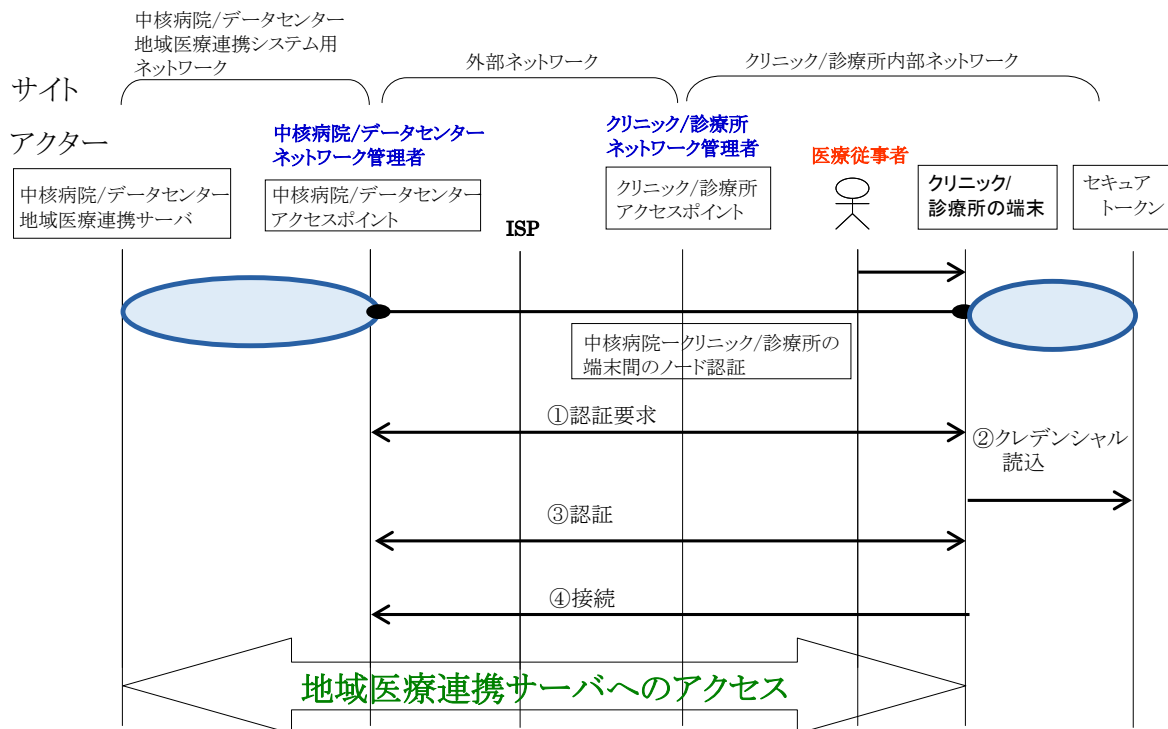 中核病院/データセンター
地域医療連携システム用
ネットワーク
外部ネットワーク
クリニック/診療所内部ネットワーク
サイト
アクター
中核病院/データセンター
ネットワーク管理者
クリニック/診療所
ネットワーク管理者
医療従事者
中核病院/データセンター
地域医療連携サーバ
中核病院/データセンター
アクセスポイント
ISP
クリニック/診療所
アクセスポイント
クリニック/
診療所の端末
セキュア
トークン
中核病院ークリニック/診療所の
端末間のノード認証
①認証要求
②クレデンシャル
読込
③認証
④接続
地域医療連携サーバへのアクセス